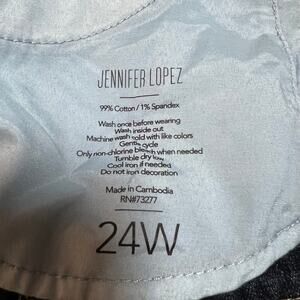 JENNIFER LOPEZ
99% Cotton / 1% Spandex
Wash once before wearing
Wash inside out
Machine wash cold with like colors
Gentle cycle
Only non-chlorine bleach when needed
Tumble dry low
Cool iron if needed
Do not iron decoration
Made in Cambodia
RN#73277
24W